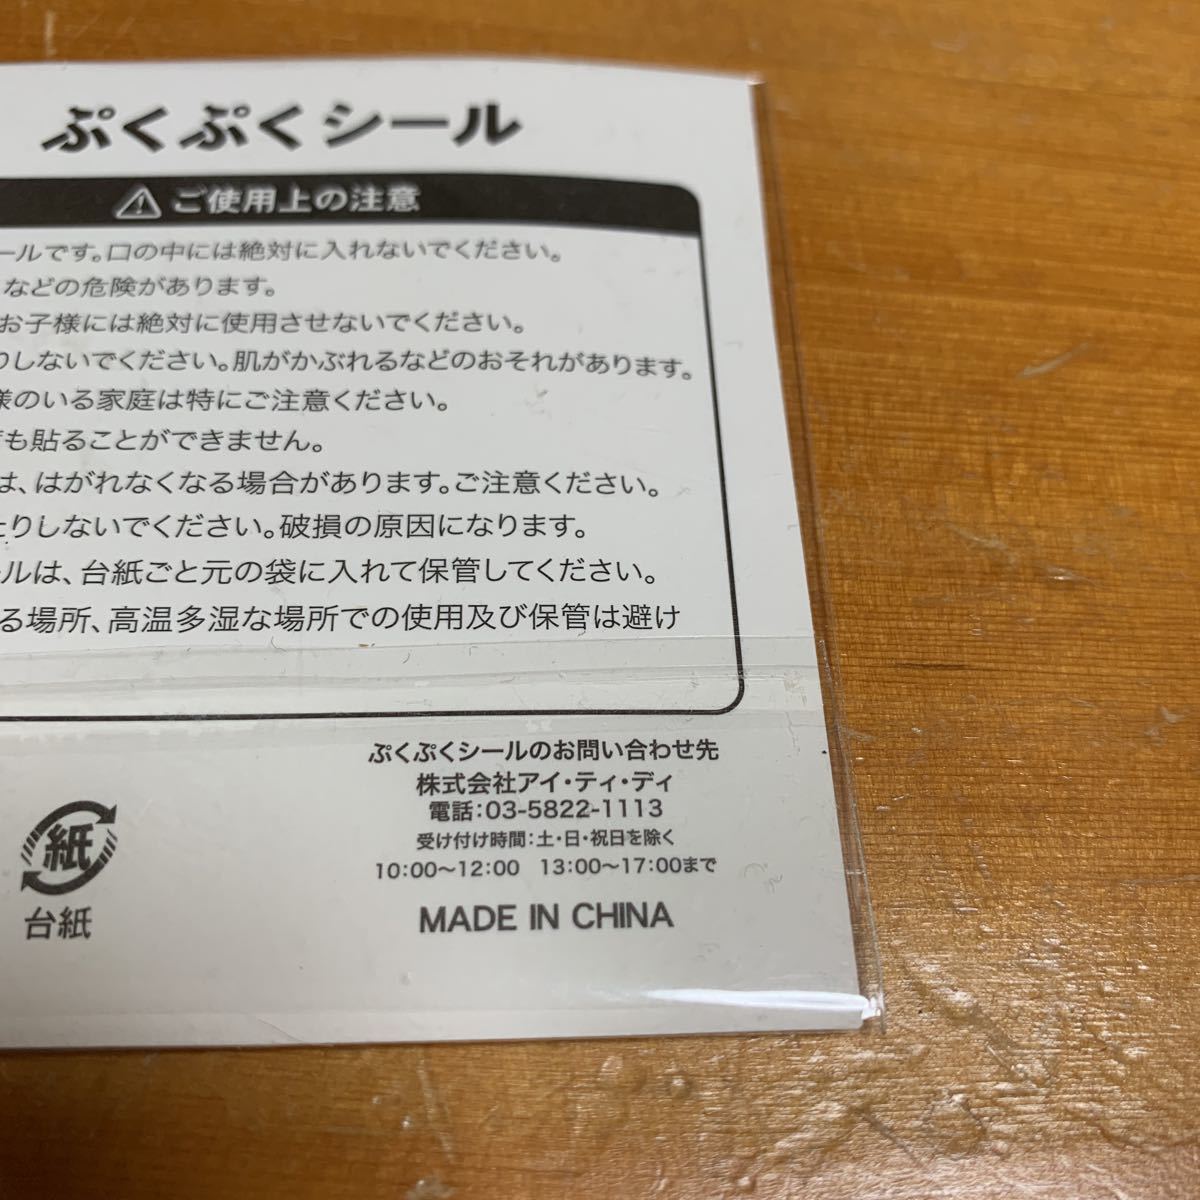 ぷくぷくシール
ご使用上の注意
ールです。口の中には絶対に入れないでください。
などの危険があります。
お子様には絶対に使用させないでください。
りしないでください。肌がかぶれるなどのおそれがあります。
様のいる家庭は特にご注意ください。
も貼ることができません。
は、はがれなくなる場合があります。ご注意ください。
たりしないでください。破損の原因になります。
ールは、台紙ごと元の袋に入れて保管してください。
る場所、高温多湿な場所での使用及び保管は避け
ぷくぷくシールのお問い合わせ先
株式会社アイ・ティ・ディ
電話:03-5822-1113
受け付け時間:土・日・祝日を除く
10:00〜12:00 13:00〜17:00まで
紙
台紙
MADE IN CHINA